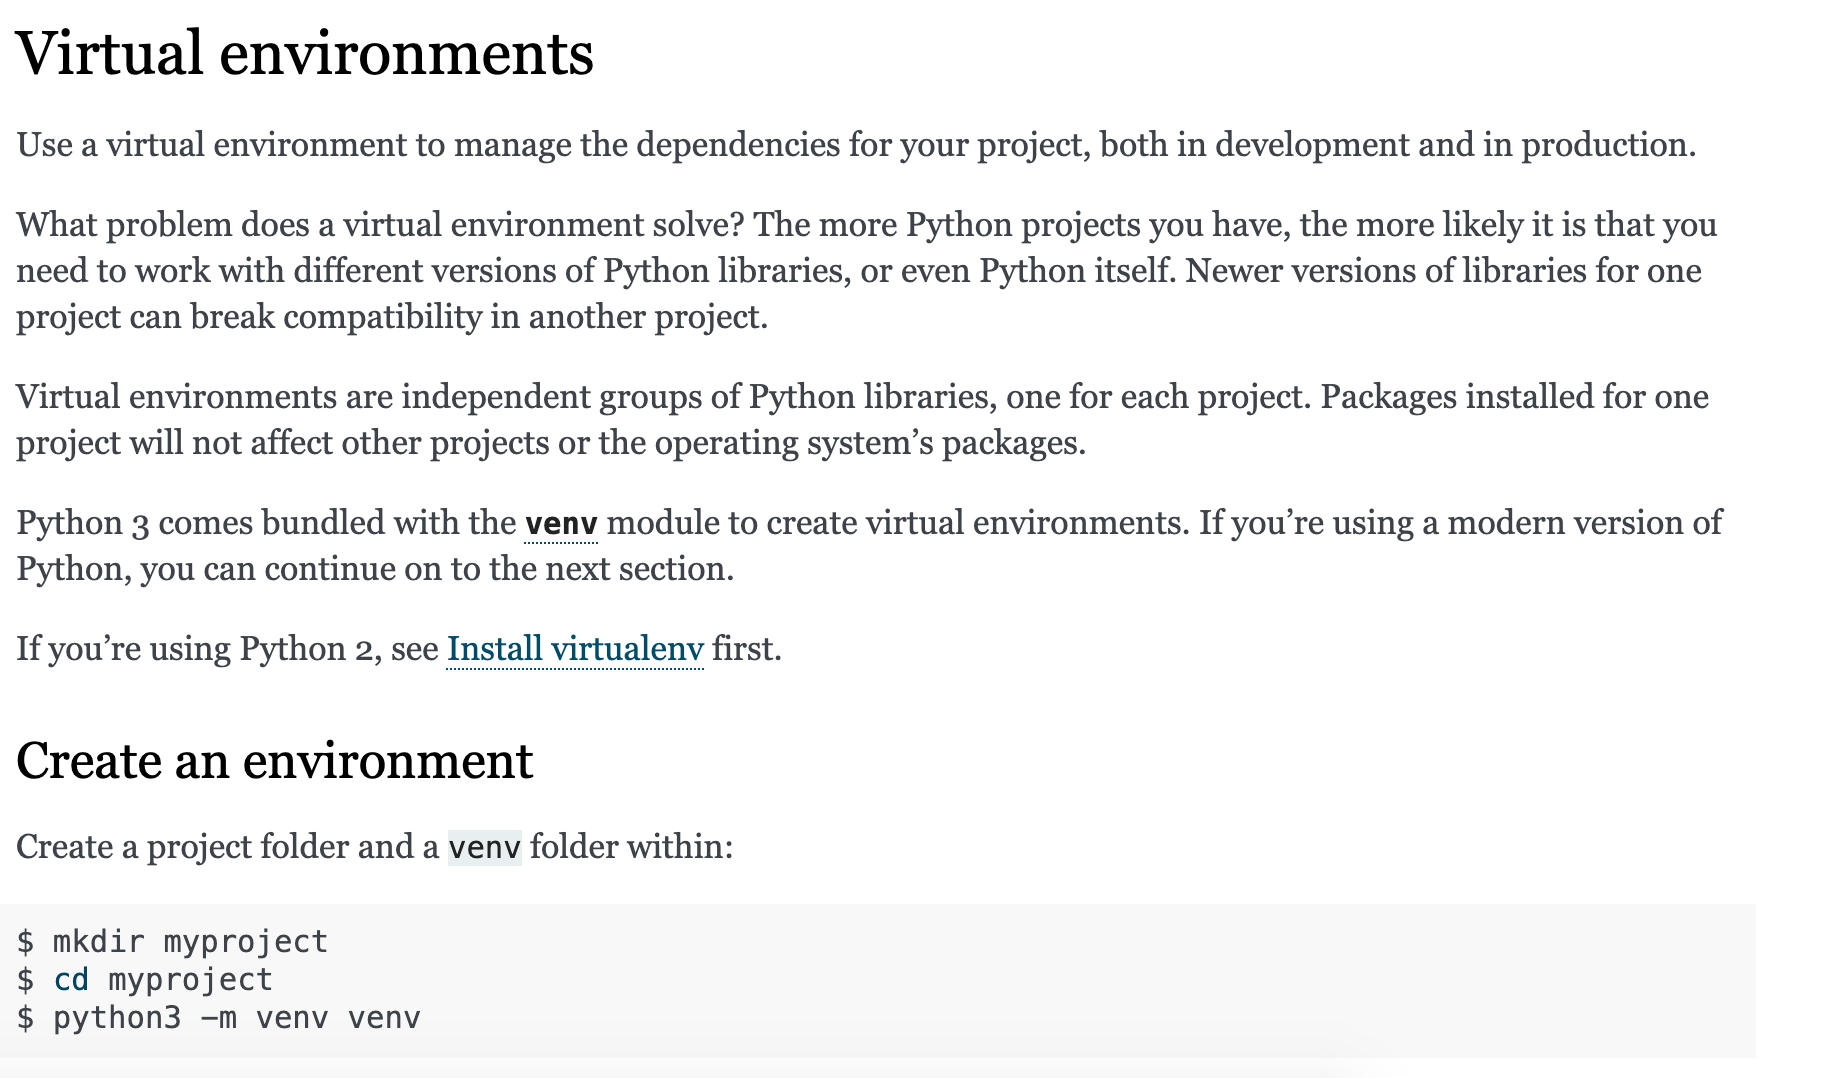 Virtual environments
Use a virtual environment to manage the dependencies for your project, both in development and in production.
What problem does a virtual environment solve? The more Python projects you have, the more likely it is that you
need to work with different versions of Python libraries, or even Python itself. Newer versions of libraries for one
project can break compatibility in another project.
Virtual environments are independent groups of Python libraries, one for each project. Packages installed for one
project will not affect other projects or the operating system’s packages.
Python 3 comes bundled with the venv module to create virtual environments. If you’re using a modern version of
Python, you can continue on to the next section.
If you’re using Python 2, see Install virtualenv first.
Create an environment
Create a project folder and a venv folder within:
$ mkdir myproject
$ cd myproject
$ python3 -m venv venv